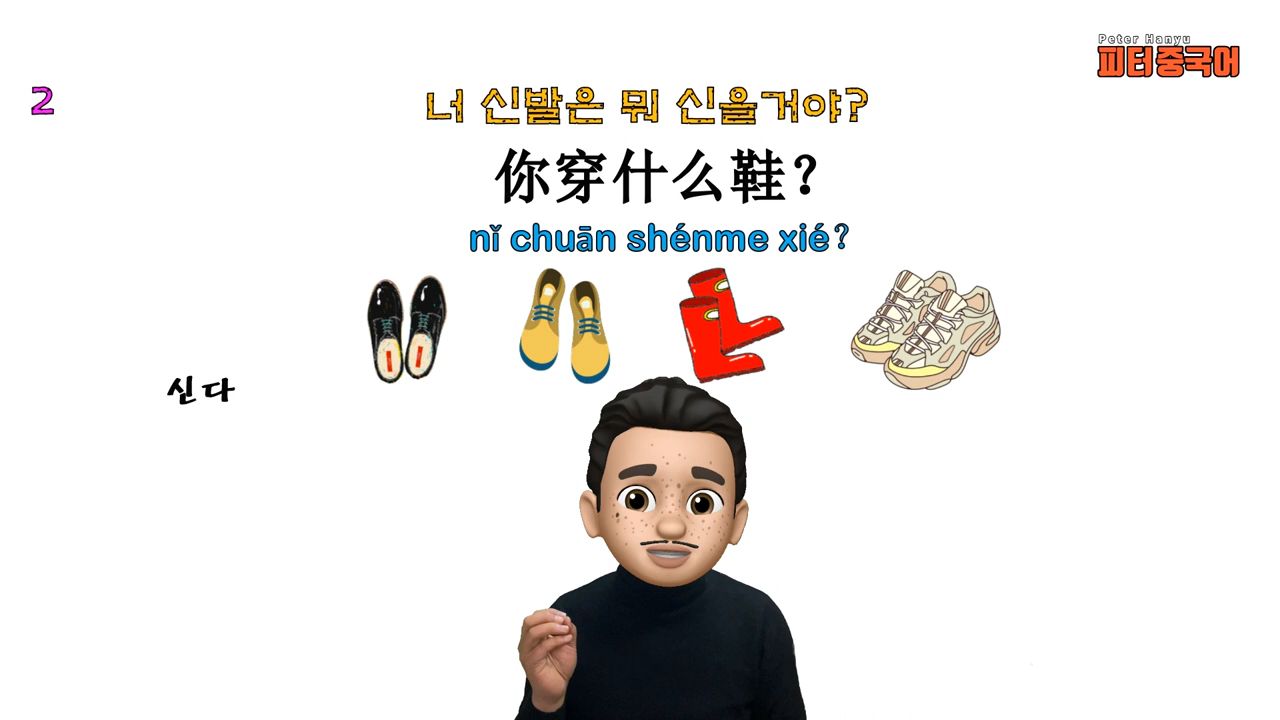 Peter Hanyu
피터중국어
2
너 신발은 뭐 신을거야?
你穿什么鞋?
nǐ chuān shénme xié?
신다